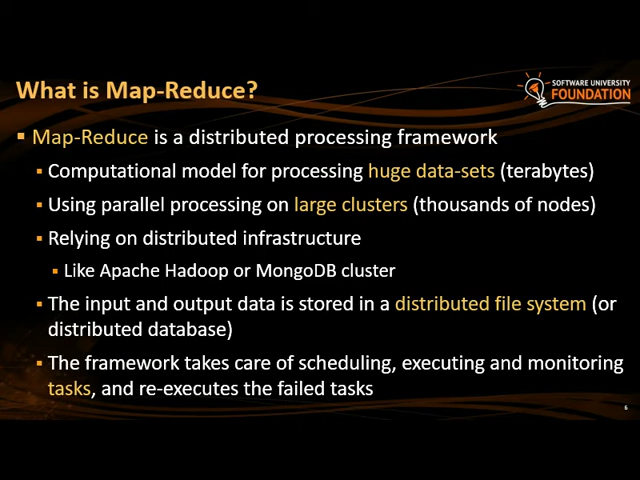 What is Map-Reduce?
SOFTWARE UNIVERSITY
FOUNDATION
▪ Map-Reduce is a distributed processing framework
▪ Computational model for processing huge data-sets (terabytes)
▪ Using parallel processing on large clusters (thousands of nodes)
▪ Relying on distributed infrastructure
▪ Like Apache Hadoop or MongoDB cluster
▪ The input and output data is stored in a distributed file system (or
distributed database)
▪ The framework takes care of scheduling, executing and monitoring
tasks, and re-executes the failed tasks
6